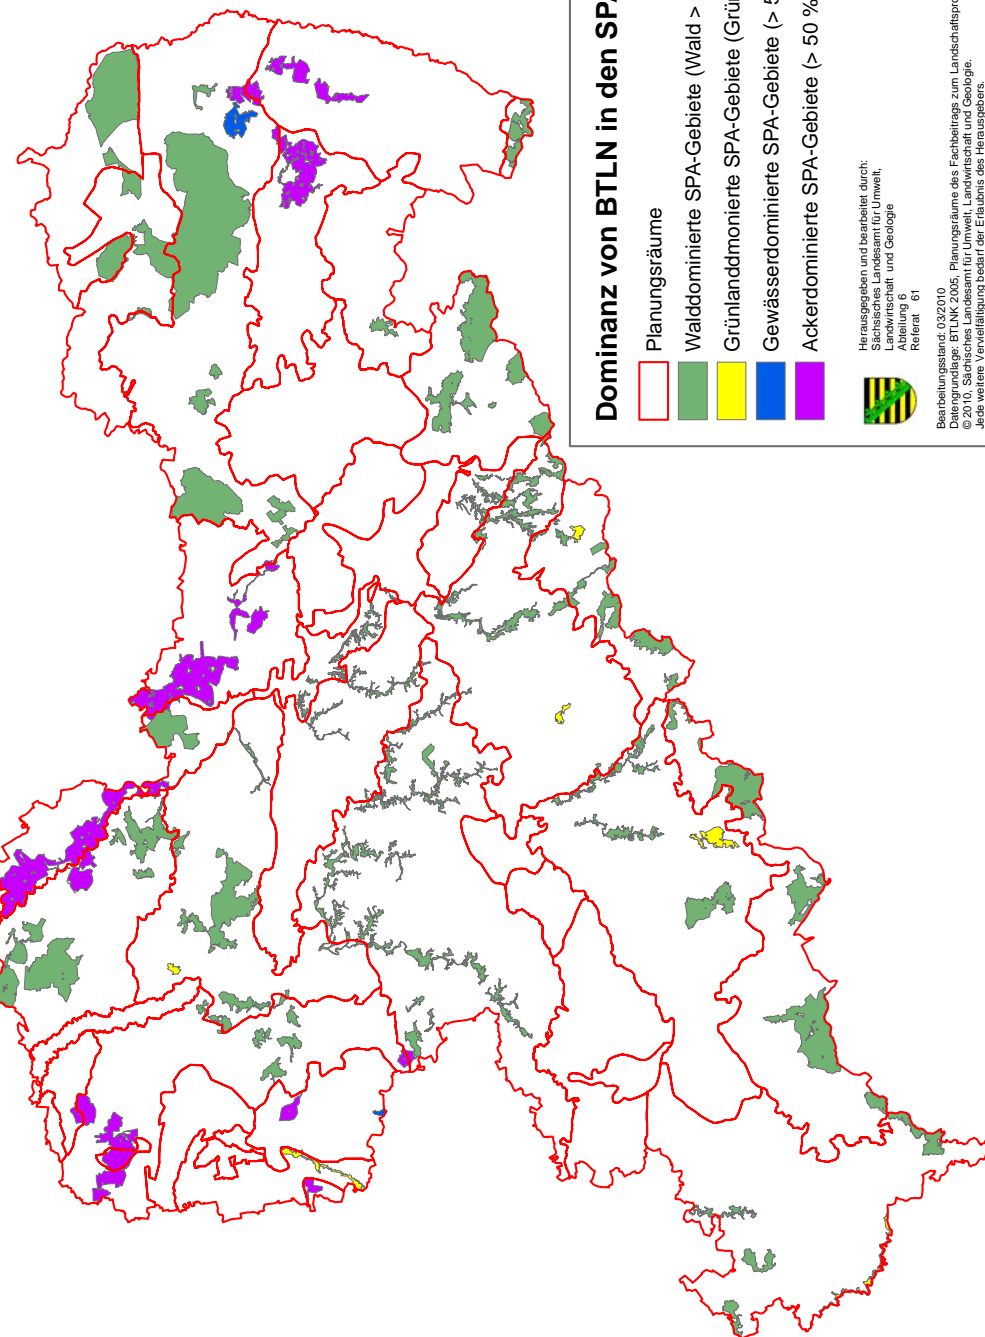 Dominanz von BTLN in den SPA
Planungsräume
Walddominierte SPA-Gebiete (Wald >
Grünlanddmonierte SPA-Gebiete (Grü
Gewässerdominierte SPA-Gebiete (> 5
Ackerdominierte SPA-Gebiete (> 50 %
Herausgegeben und bearbeitet durch:
Sächsisches Landesamt für Umwelt,
Landwirtschaft und Geologie
Abteilung 6
Referat 61
Bearbeitungsstand: 03/2010
Datengrundlage: BTLNK 2005, Planungsräume des Fachbeitrags zum Landschaftspro
© 2010, Sächsisches Landesamt für Umwelt, Landwirtschaft und Geologie.
Jede weitere Vervielfältigung bedarf der Erlaubnis des Herausgebers.